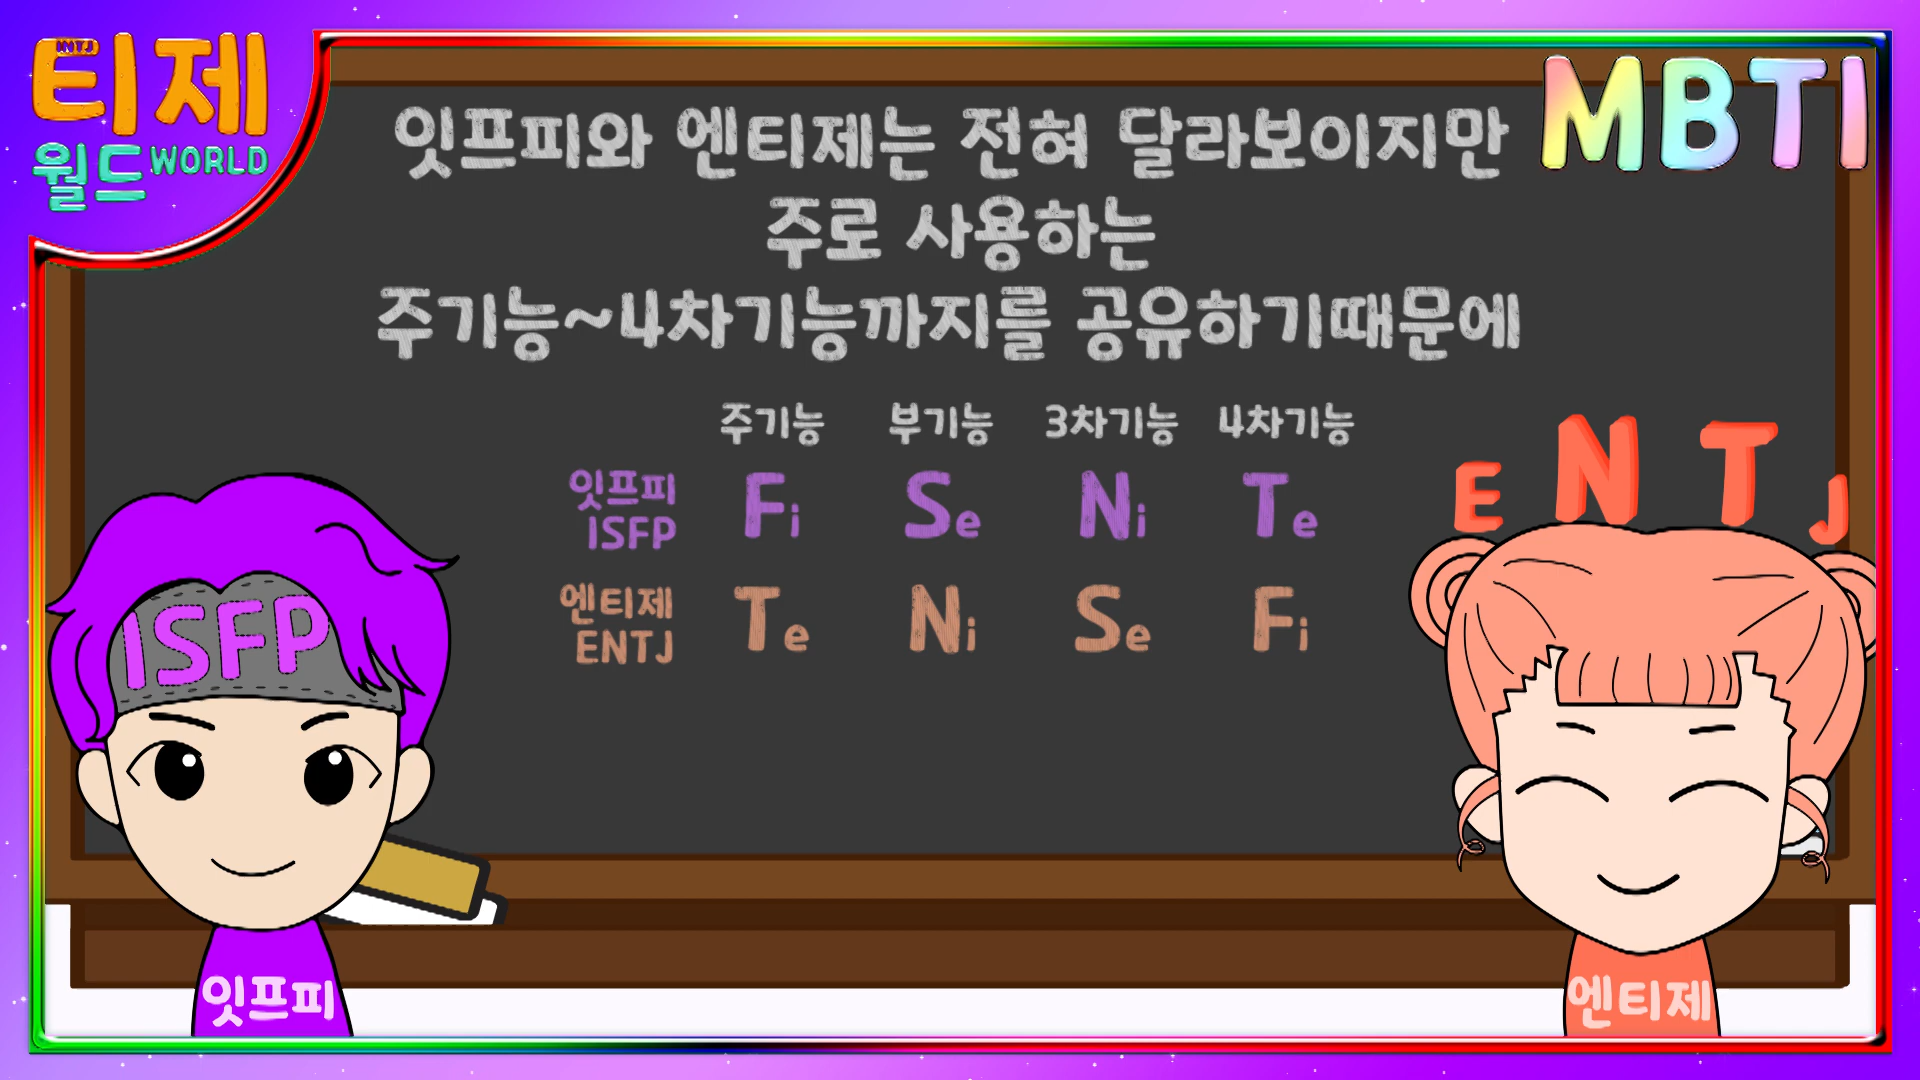 INTJ
티제
월드 WORLD
MBTI
잇프피와 엔티제는 전혀 달라보이지만
주로 사용하는
주기능~4차기능까지를 공유하기때문에
주기능 부기능 3차기능 4차기능
잇프피
ISFP
Fi Se Ni Te
엔티제
ENTJ
Te Ni Se Fi
ISFP
잇프피
ENTJ
엔티제